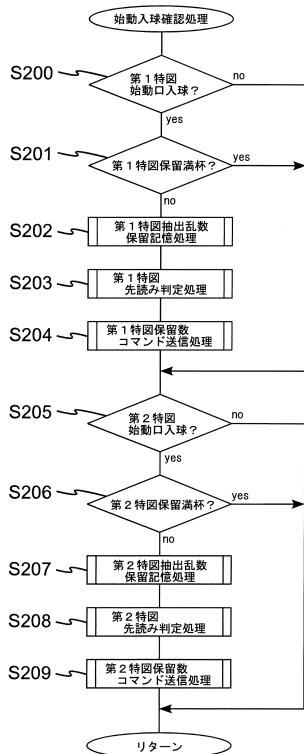 始動入球確認処理
S200
第1特図
始動口入球？
no
yes
S201
第1特図保留満杯？
yes
no
S202
第1特図抽出乱数
保留記憶処理
S203
第1特図
先読み判定処理
S204
第1特図保留数
コマンド送信処理
S205
第2特図
始動口入球？
no
yes
S206
第2特図保留満杯？
yes
no
S207
第2特図抽出乱数
保留記憶処理
S208
第2特図
先読み判定処理
S209
第2特図保留数
コマンド送信処理
リターン